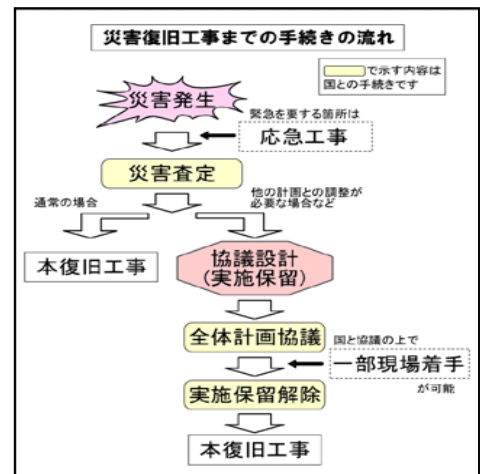 災害復旧工事までの手続きの流れ
で示す内容は
国との手続きです
災害発生
緊急を要する箇所は
応急工事
災害査定
通常の場合
他の計画との調整が
必要な場合など
本復旧工事
協議設計
(実施保留)
全体計画協議
国と協議の上で
一部現場着手
が可能
実施保留解除
本復旧工事